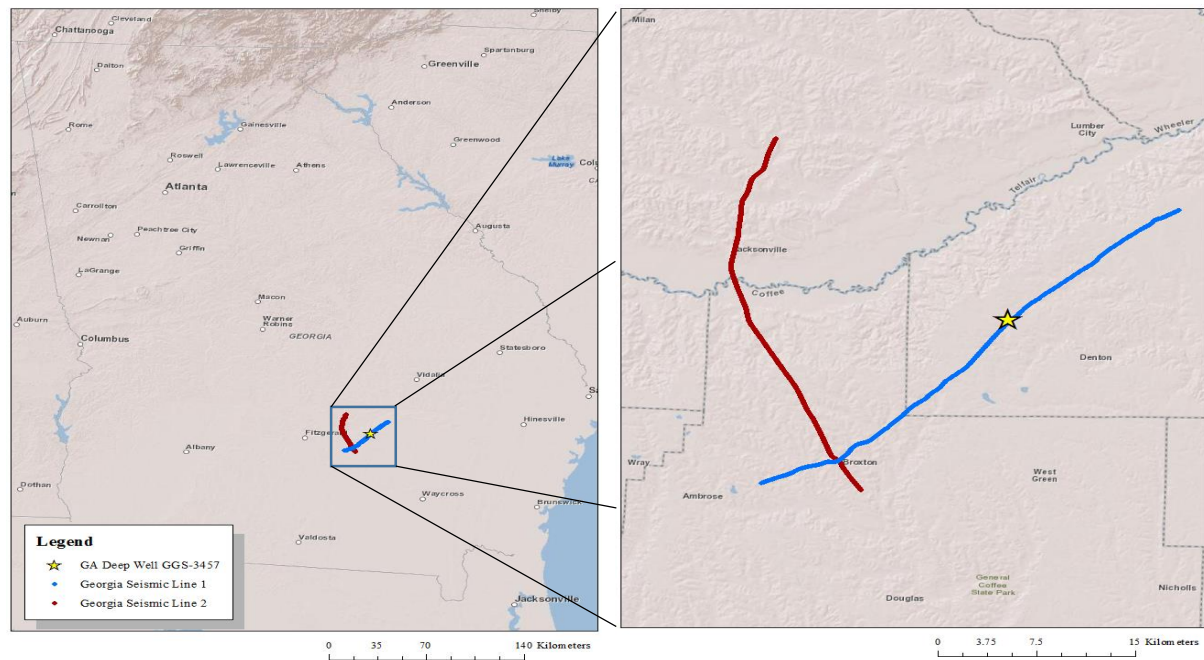 Cleveland
Shelby
Chattanooga
Spartanburg
Dalton
Greenville
Anderson
Rome
Gainesville
Greenwood
Roswell
Lawrenceville
Athens
Lake
Murray
Atlanta
Carrollton
Peachtree City
Newnan
Griffin
Augusta
LaGrange
Macon
Warner
Robins
GEORGIA
Auburn
Columbus
Statesboro
Vidalia
Hinesville
Albany
Dothan
Waycross
Brunswick
Valdosta
Jacksonville
Legend
GA Deep Well GGS-3457
Georgia Seismic Line 1
Georgia Seismic Line 2
0 35 70 140 Kilometers
Milan
Lumber
City
Wheeler
Telfair
acksonville
Coffee
Denton
Wray
Broxton
Ambrose
West
Green
General
Coffee
State Park
Nicholls
Douglas
0 3.75 7.5 15 Kilometers